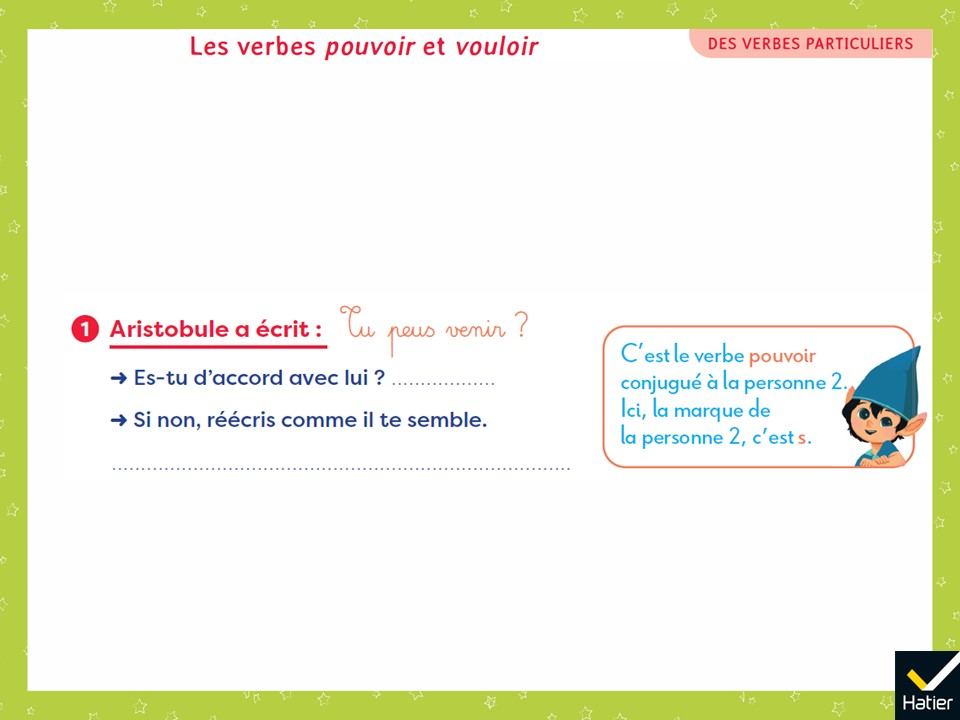 Les verbes pouvoir et vouloir
DES VERBES PARTICULIERS
1 Aristobule a écrit : Tu peus venir ?
➜ Es-tu d’accord avec lui ? ..................
➜ Si non, réécris comme il te semble.
................................................................................
C’est le verbe pouvoir
conjugué à la personne 2.
Ici, la marque de
la personne 2, c’est s.
Hatier